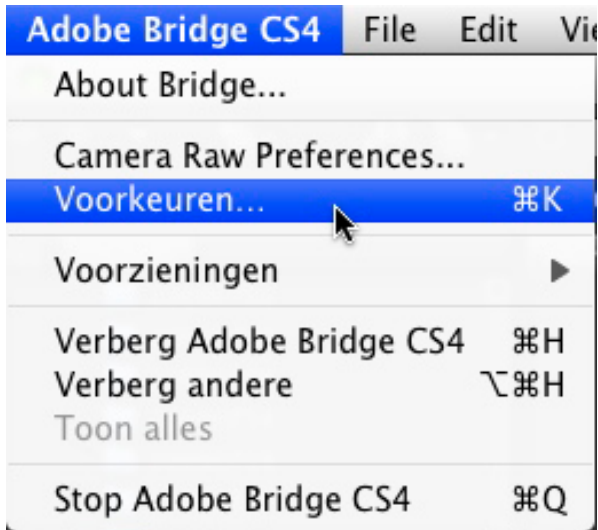 Adobe Bridge CS4 File Edit
About Bridge...
Camera Raw Preferences...
Voorkeuren... ⌘K
Voorzieningen ▶
Verberg Adobe Bridge CS4 ⌘H
Verberg andere ⌥⌘H
Toon alles
Stop Adobe Bridge CS4 ⌘Q